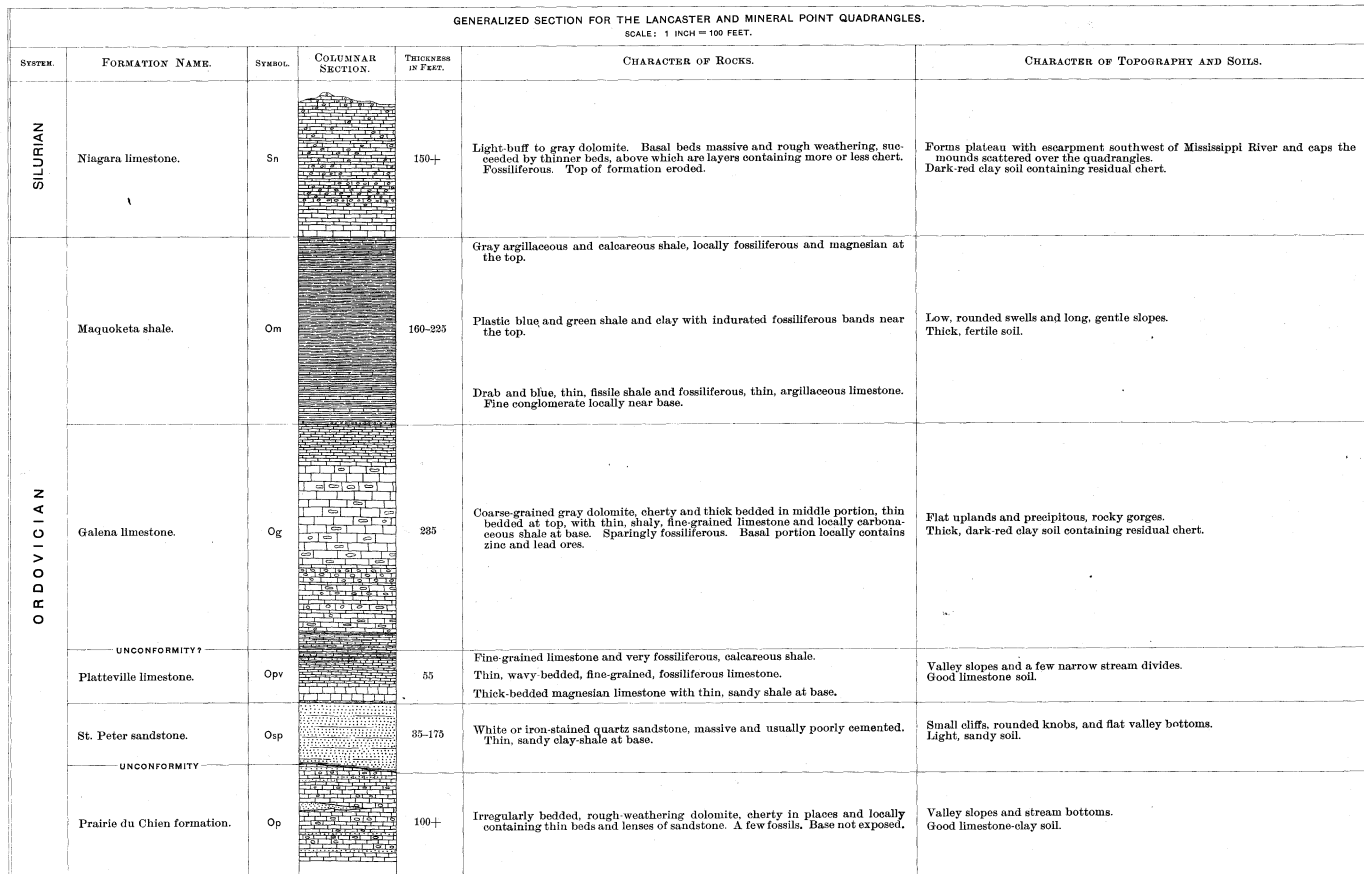 GENERALIZED SECTION FOR THE LANCASTER AND MINERAL POINT QUADRANGLES.
SCALE: 1 INCH = 100 FEET.
SYSTEM.
FORMATION NAME.
SYMBOL.
COLUMNAR
SECTION.
THICKNESS
IN FEET.
CHARACTER OF ROCKS.
CHARACTER OF TOPOGRAPHY AND SOILS.
SILURIAN
Niagara limestone.
Sn
150+
Light-buff to gray dolomite. Basal beds massive and rough weathering, suc-
ceeded by thinner beds, above which are layers containing more or less chert.
Fossiliferous. Top of formation eroded.
Forms plateau with escarpment southwest of Mississippi River and caps the
mounds scattered over the quadrangles.
Dark-red clay soil containing residual chert.
ORDOVICIAN
Maquoketa shale.
Om
160–225
Gray argillaceous and calcareous shale, locally fossiliferous and magnesian at
the top.
Plastic blue and green shale and clay with indurated fossiliferous bands near
the top.
Drab and blue, thin, fissile shale and fossiliferous, thin, argillaceous limestone.
Fine conglomerate locally near base.
Low, rounded swells and long, gentle slopes.
Thick, fertile soil.
Galena limestone.
Og
235
Coarse-grained gray dolomite, cherty and thick bedded in middle portion, thin
bedded at top, with thin, shaly, fine-grained limestone and locally carbona-
ceous shale at base. Sparingly fossiliferous. Basal portion locally contains
zinc and lead ores.
Flat uplands and precipitous, rocky gorges.
Thick, dark-red clay soil containing residual chert.
UNCONFORMITY?
Platteville limestone.
Opv
55
Fine-grained limestone and very fossiliferous, calcareous shale.
Thin, wavy-bedded, fine-grained, fossiliferous limestone.
Thick-bedded magnesian limestone with thin, sandy shale at base.
Valley slopes and a few narrow stream divides.
Good limestone soil.
St. Peter sandstone.
Osp
35–175
White or iron-stained quartz sandstone, massive and usually poorly cemented.
Thin, sandy clay-shale at base.
Small cliffs, rounded knobs, and flat valley bottoms.
Light, sandy soil.
UNCONFORMITY
Prairie du Chien formation.
Op
100+
Irregularly bedded, rough-weathering dolomite, cherty in places and locally
containing thin beds and lenses of sandstone. A few fossils. Base not exposed.
Valley slopes and stream bottoms.
Good limestone-clay soil.